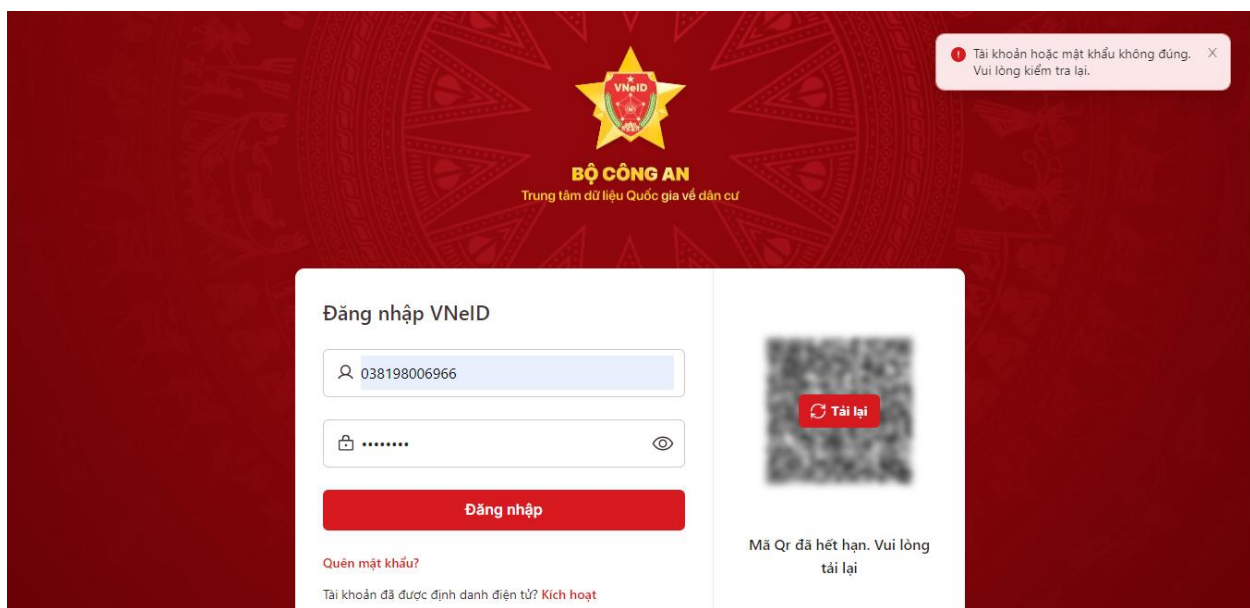 Tài khoản hoặc mật khẩu không đúng.
Vui lòng kiểm tra lại.
VNeID
BỘ CÔNG AN
Trung tâm dữ liệu Quốc gia về dân cư
Đăng nhập VNeID
038198006966
••••••••
Đăng nhập
Quên mật khẩu?
Tài khoản đã được định danh điện tử? Kích hoạt
Tải lại
Mã Qr đã hết hạn. Vui lòng
tải lại